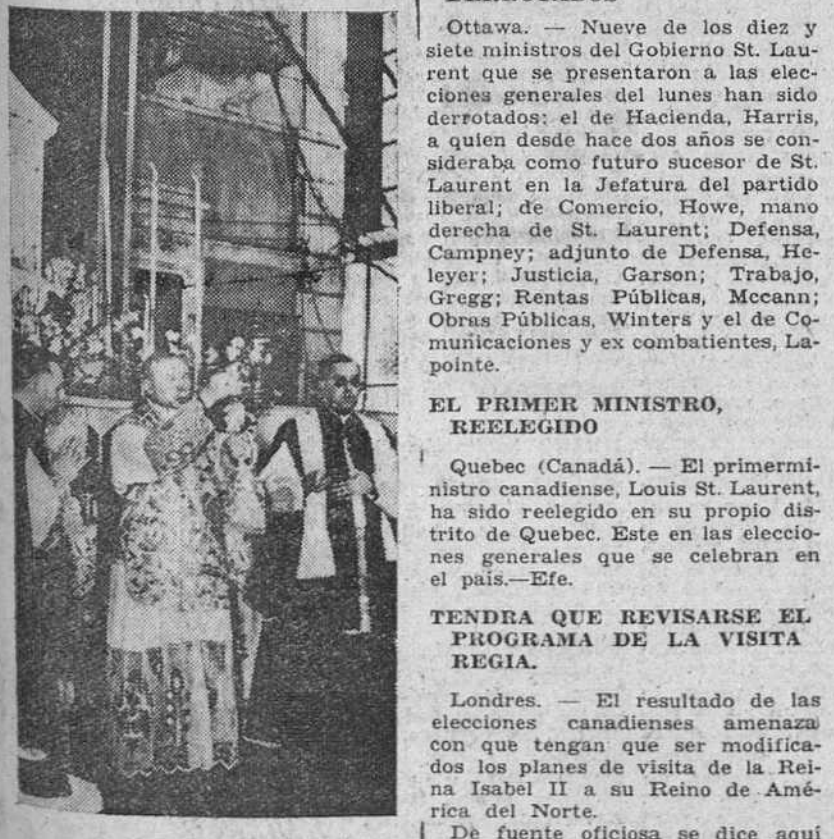 Ottawa. — Nueve de los diez y
siete ministros del Gobierno St. Lau-
rent que se presentaron a las elec-
ciones generales del lunes han sido
derrotados: el de Hacienda, Harris,
a quien desde hace dos años se con-
sideraba como futuro sucesor de St.
Laurent en la Jefatura del partido
liberal; de Comercio, Howe, mano
derecha de St. Laurent; Defensa,
Campney; adjunto de Defensa, He-
leyer; Justicia, Garson; Trabajo,
Gregg; Rentas Públicas, Mccann;
Obras Públicas, Winters y el de Co-
municaciones y ex combatientes, La-
pointe.
EL PRIMER MINISTRO,
REELEGIDO
Quebec (Canadá). — El primermi-
nistro canadiense, Louis St. Laurent,
ha sido reelegido en su propio dis-
trito de Quebec. Este en las eleccio-
nes generales que se celebran en
el país.—Efe.
TENDRA QUE REVISARSE EL
PROGRAMA DE LA VISITA
REGIA.
Londres. — El resultado de las
elecciones canadienses amenaza
con que tengan que ser modifica-
dos los planes de visita de la Rei-
na Isabel II a su Reino de Amé-
rica del Norte.
De fuente oficiosa se dice aquí